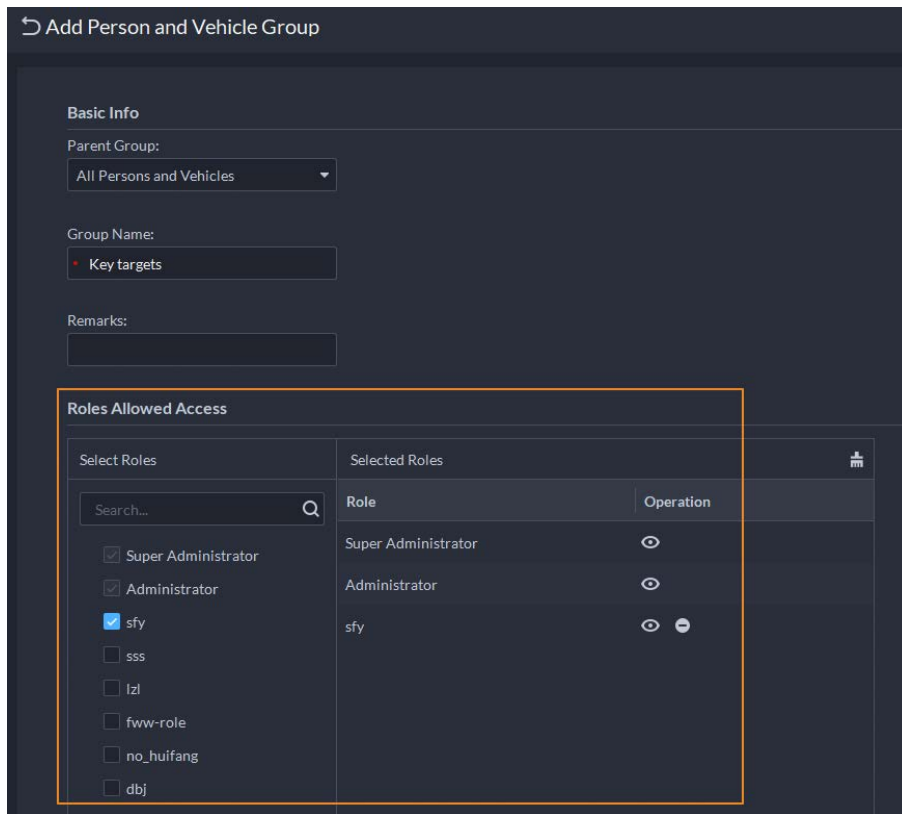 Add Person and Vehicle Group
Basic Info
Parent Group:
All Persons and Vehicles
Group Name:
* Key targets
Remarks:
Roles Allowed Access
Select Roles
Selected Roles
Search...
Role Operation
Super Administrator
Administrator
sfy
sss
lzl
fww-role
no_huifang
dbj
Super Administrator
Administrator
sfy